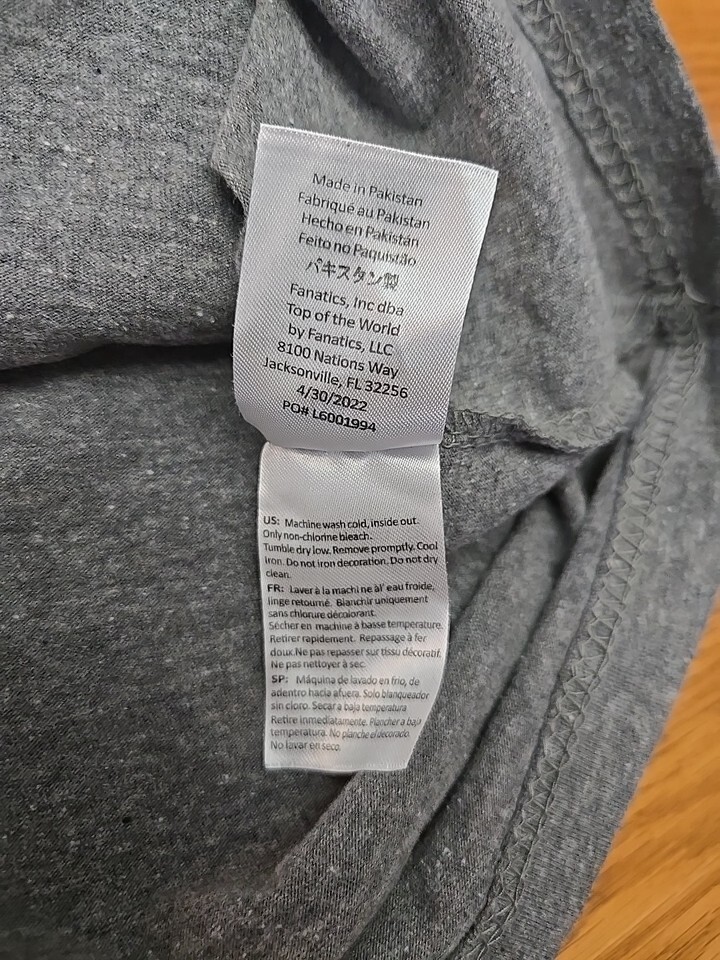 Made in Pakistan
Fabriqué au Pakistan
Hecho en Pakistán
Feito no Paquistão
パキスタン製
Fanatics, Inc dba
Top of the World
by Fanatics, LLC
8100 Nations Way
Jacksonville, FL 32256
4/30/2022
PO# L6001994
US: Machine wash cold, inside out.
Only non-chlorine bleach.
Tumble dry low. Remove promptly. Cool
iron. Do not iron decoration. Do not dry
clean.
FR: Laver à la machi ne àl' eau froide,
linge retourné. Blanchir uniquement
sans chlorure décolorant.
Sécher en machine à basse temperature.
Retirer rapidement. Repassage à fer
doux.Ne pas repasser sur tissu décoratif.
Ne pas nettoyer à sec.
SP: Máquina de lavado en frio, de
adentro hacia afuera. Solo blanqueador
sin cloro. Secar a baja temperatura
Retire inmediatamente. Plancher a baja
temperatura. No planche el decorado.
No lavar en seco.